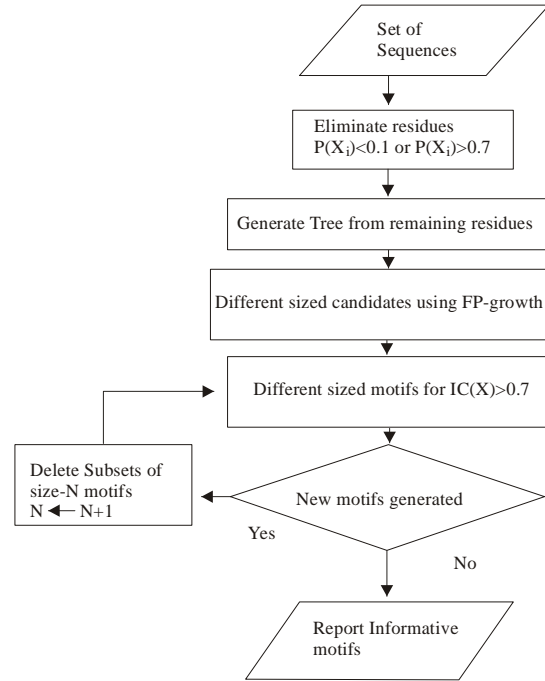 Set of
Sequences
Eliminate residues
P(Xi)<0.1 or P(Xi)>0.7
Generate Tree from remaining residues
Different sized candidates using FP-growth
Different sized motifs for IC(X)>0.7
Delete Subsets of
size-N motifs
N ← N+1
New motifs generated
Yes
No
Report Informative
motifs